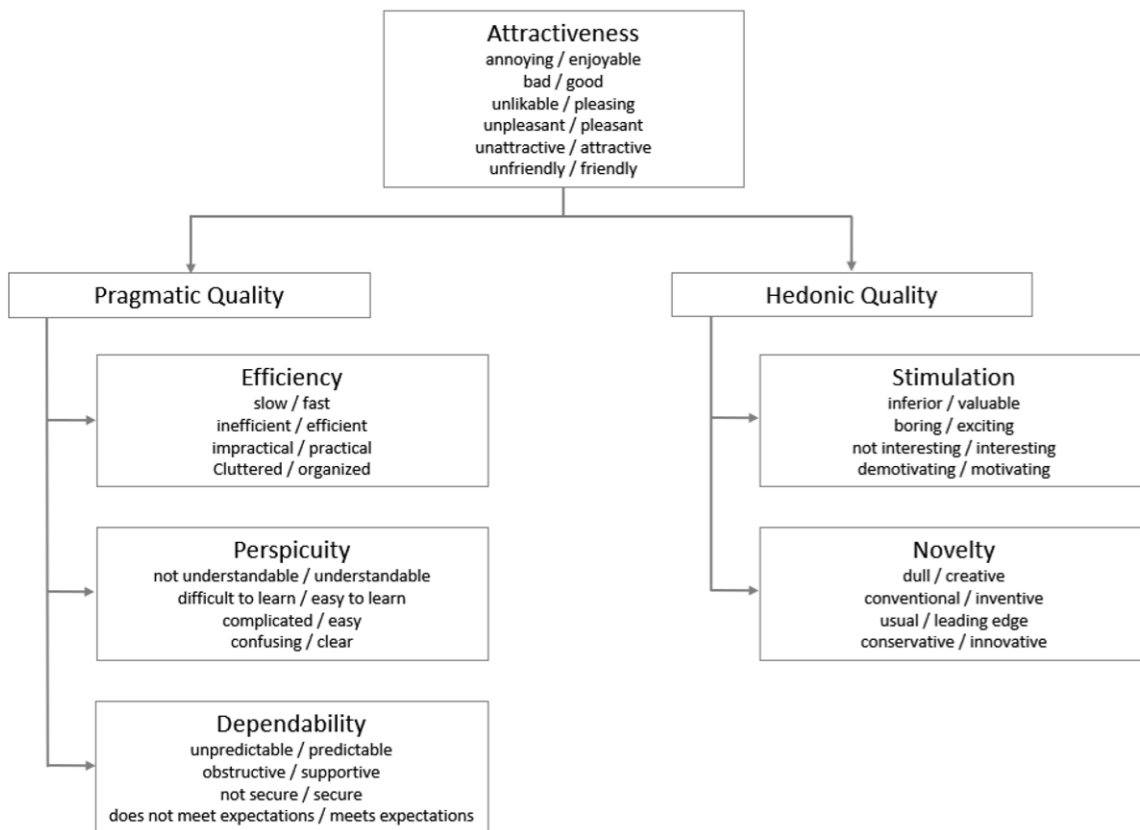 Attractiveness
annoying / enjoyable
bad / good
unlikable / pleasing
unpleasant / pleasant
unattractive / attractive
unfriendly / friendly
Pragmatic Quality
Efficiency
slow / fast
inefficient / efficient
impractical / practical
Cluttered / organized
Perspicuity
not understandable / understandable
difficult to learn / easy to learn
complicated / easy
confusing / clear
Dependability
unpredictable / predictable
obstructive / supportive
not secure / secure
does not meet expectations / meets expectations
Hedonic Quality
Stimulation
inferior / valuable
boring / exciting
not interesting / interesting
demotivating / motivating
Novelty
dull / creative
conventional / inventive
usual / leading edge
conservative / innovative